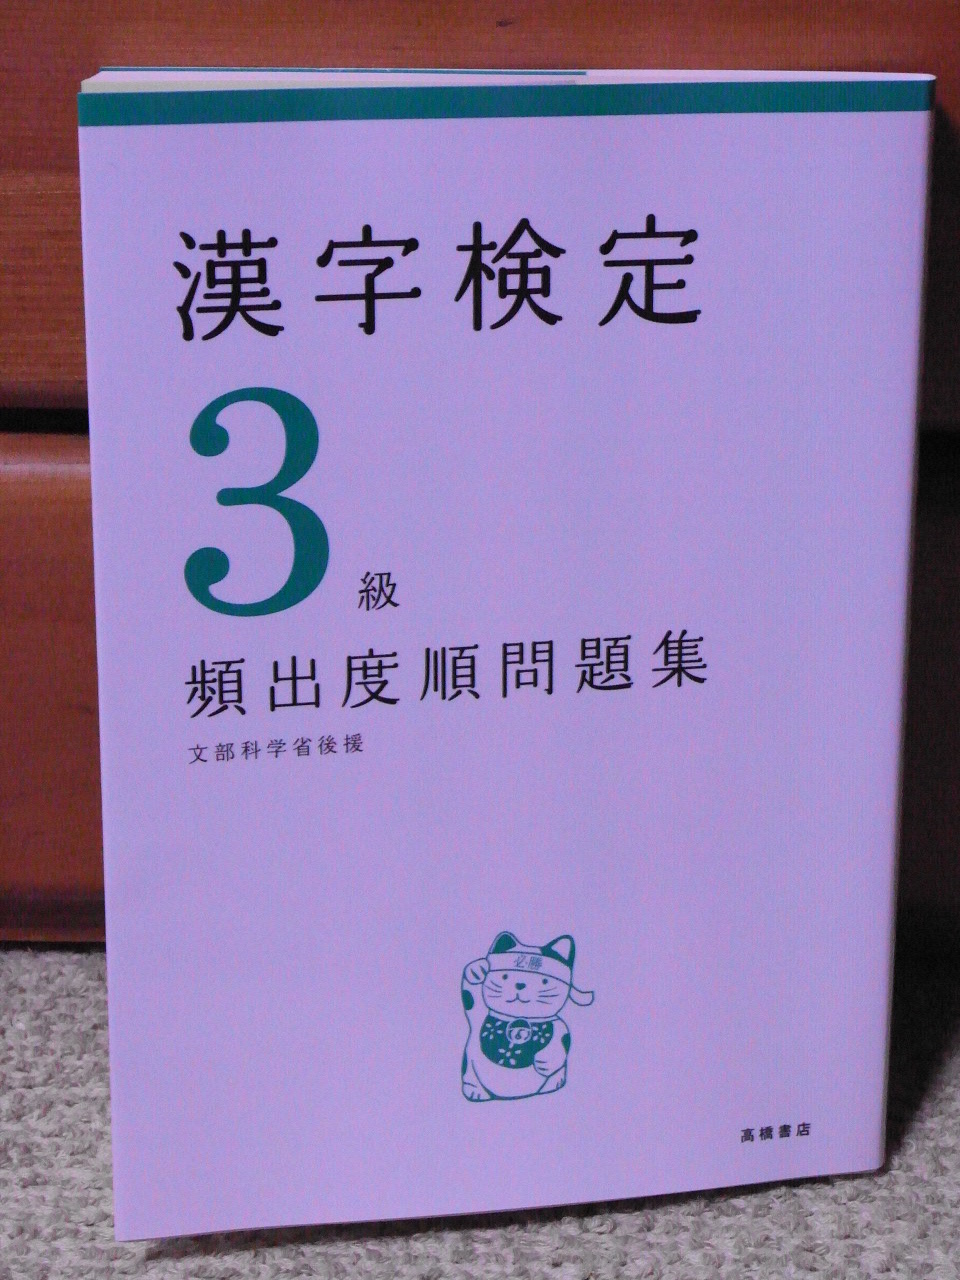 漢字検定
3級
頻出度順問題集
文部科学省後援
必勝
高橋書店